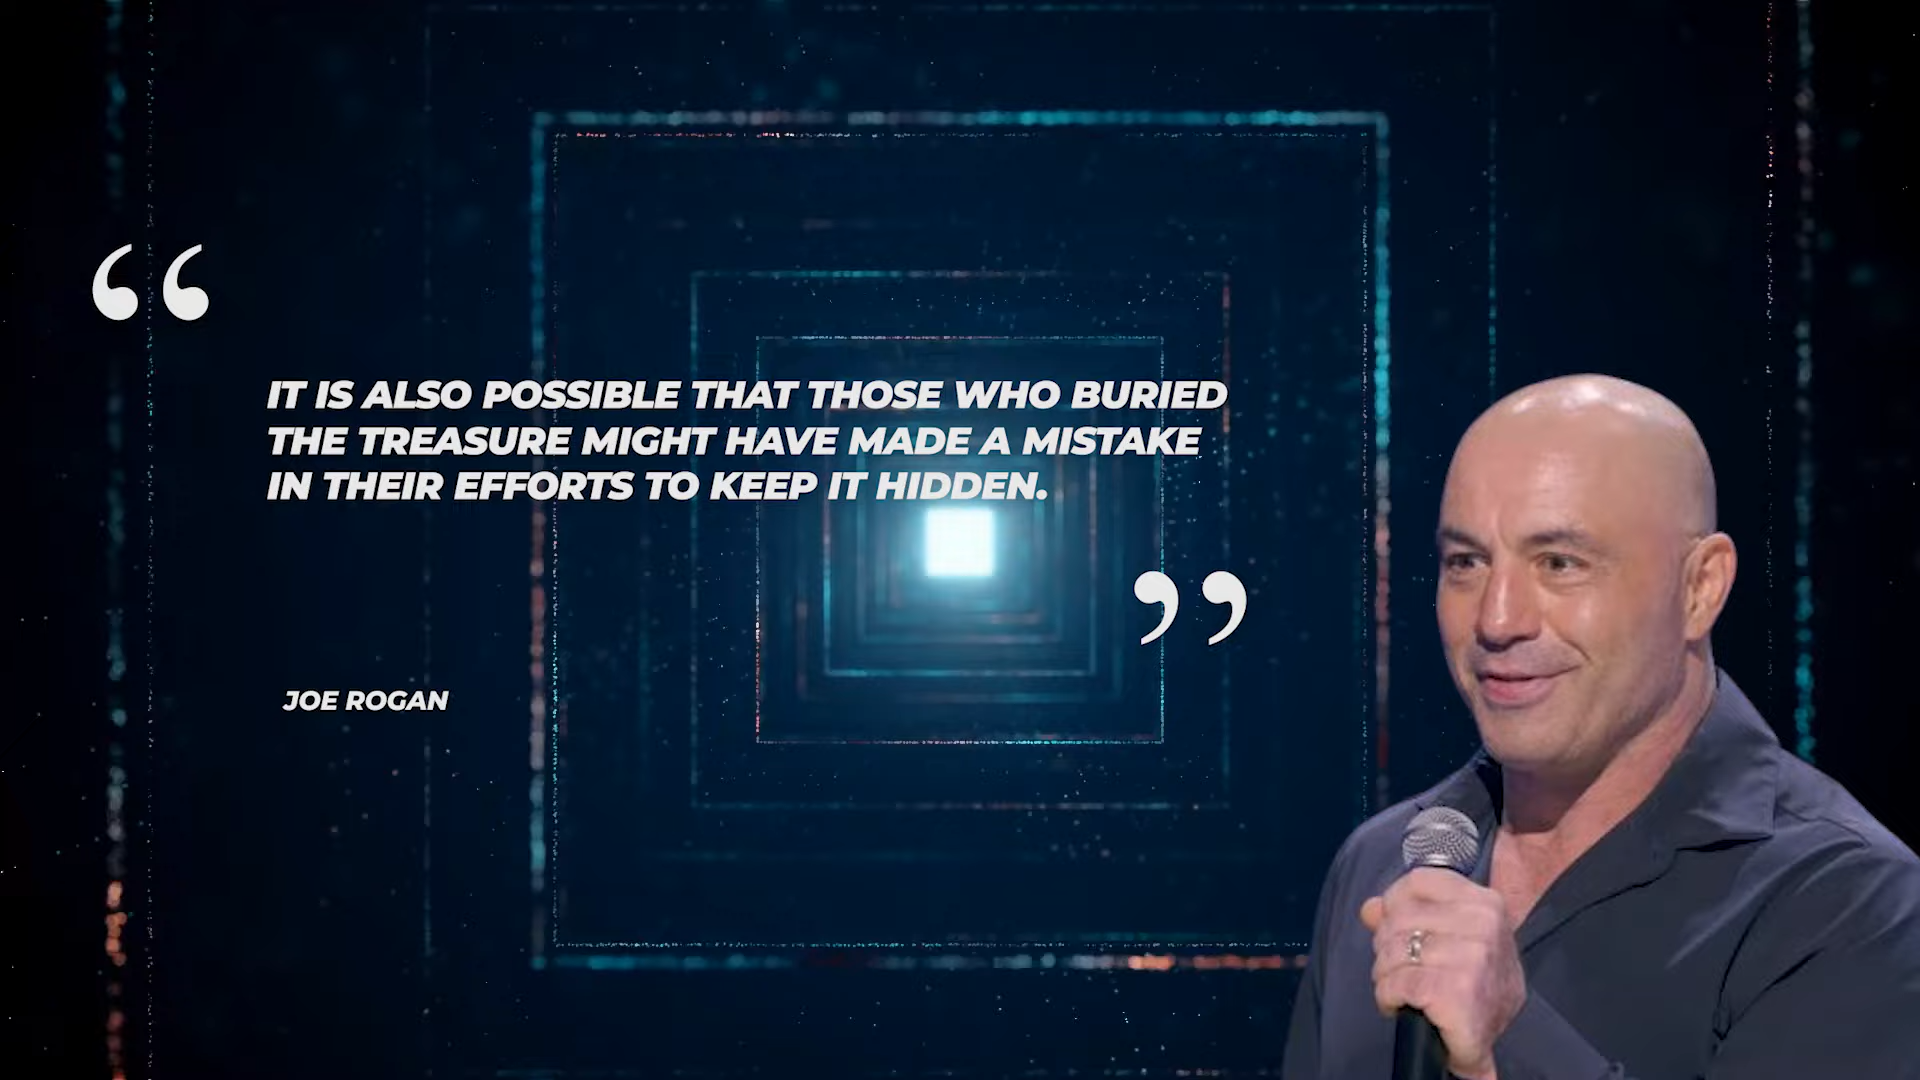 “
IT IS ALSO POSSIBLE THAT THOSE WHO BURIED
THE TREASURE MIGHT HAVE MADE A MISTAKE
IN THEIR EFFORTS TO KEEP IT HIDDEN.
”
JOE ROGAN